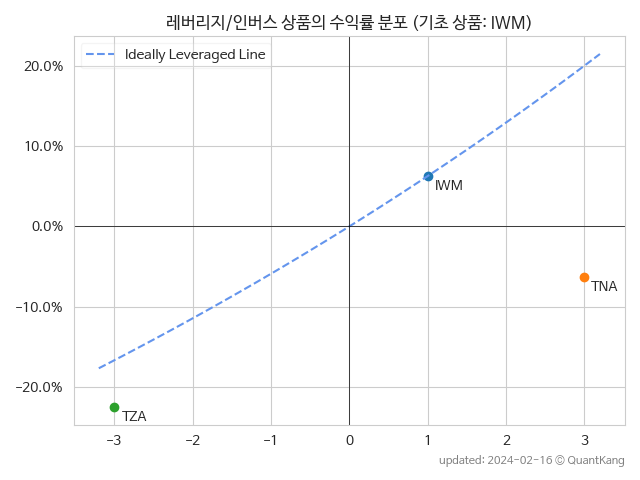 레버리지/인버스 상품의 수익률 분포 (기초 상품: IWM)
Ideally Leveraged Line
20.0%
10.0%
0.0%
−10.0%
−20.0%
IWM
TNA
TZA
−3 −2 −1 0 1 2 3
updated: 2024-02-16 © QuantKang